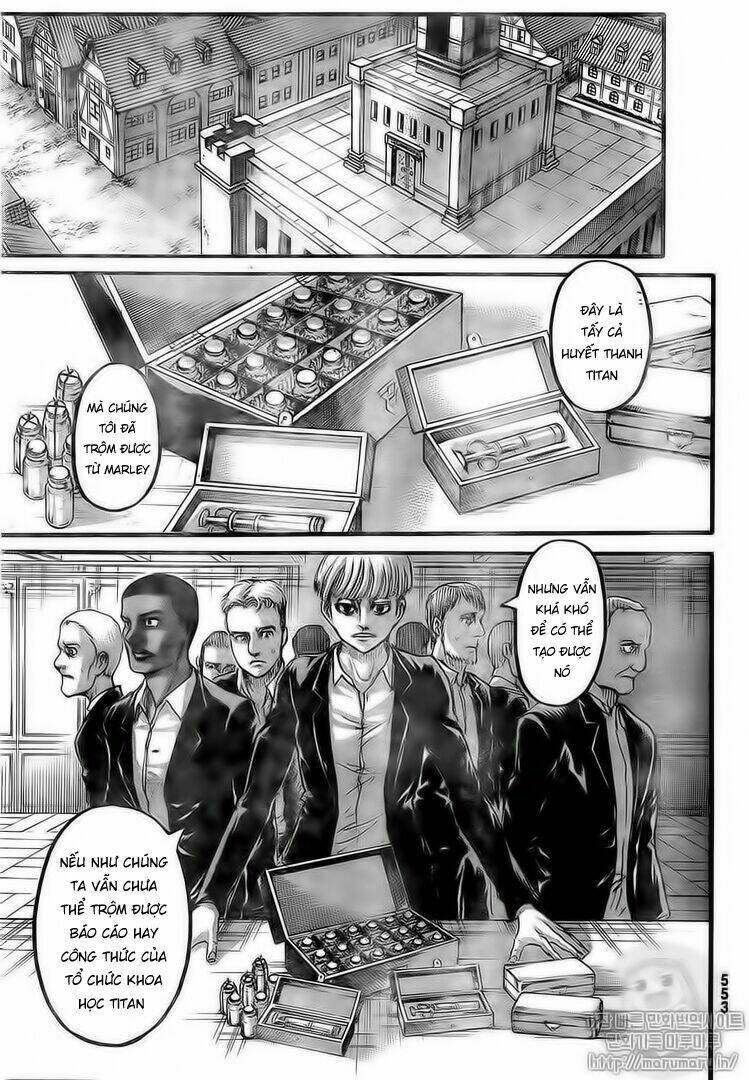 ĐÂY LÀ
TẤY CẢ
HUYẾT THANH
TITAN
MÀ CHÚNG
TÔI ĐÃ
TRỘM ĐƯỢC
TỪ MARLEY
NHƯNG VẪN
KHÁ KHÓ
ĐỂ CÓ THỂ
TẠO ĐƯỢC
NÓ
NẾU NHƯ CHÚNG
TA VẪN CHƯA
THỂ TRỘM ĐƯỢC
BÁO CÁO HAY
CÔNG THỨC CỦA
TỔ CHỨC KHOA
HỌC TITAN
553
http://marumaru.in/